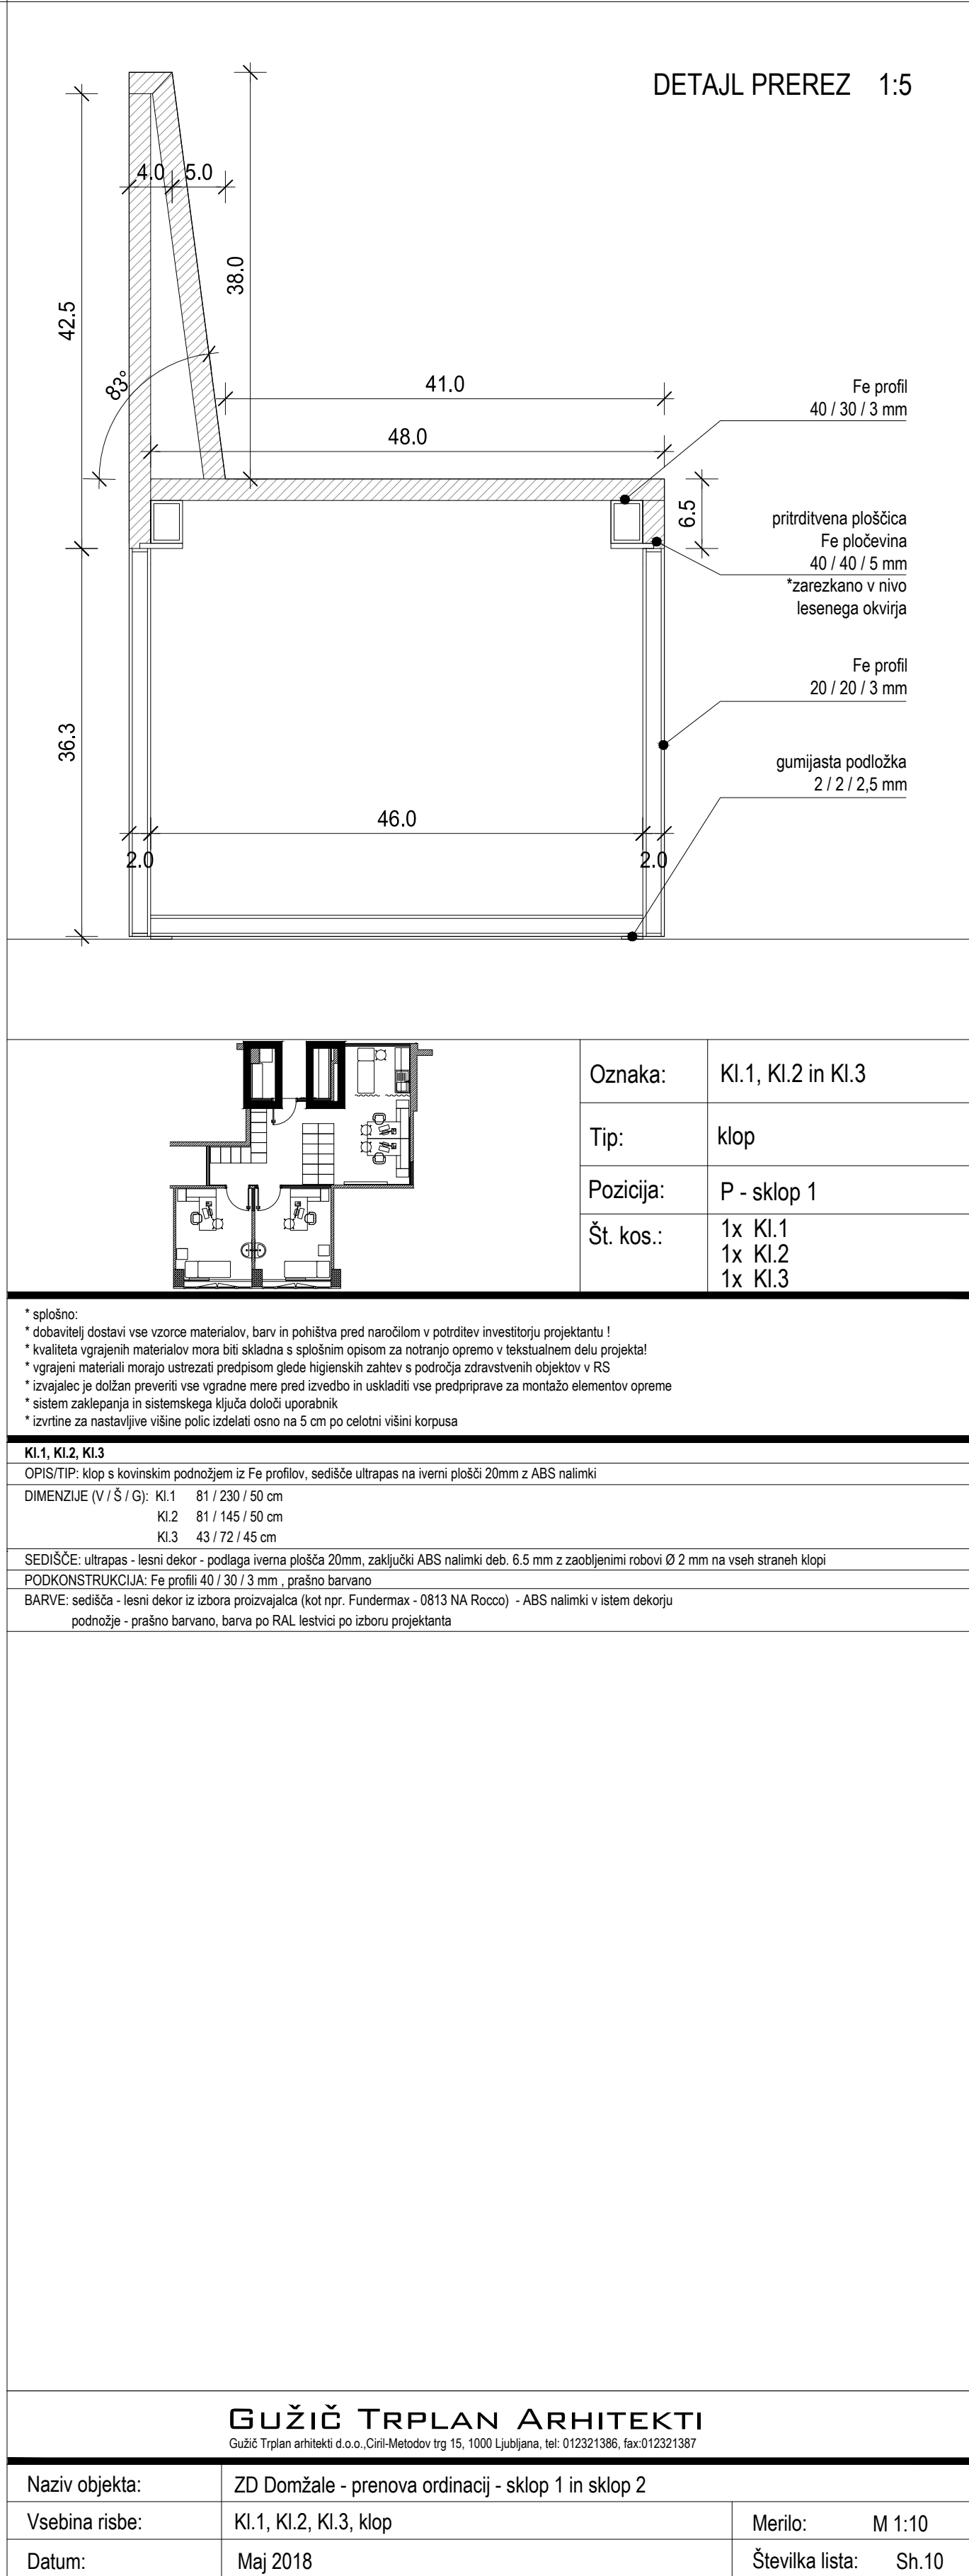 DETAJL PREREZ 1:5
4.0 5.0
38.0
42.5
83°
41.0
48.0
6.5
36.3
46.0
2.0 2.0
Fe profil
40 / 30 / 3 mm
pritrditvena ploščica
Fe pločevina
40 / 40 / 5 mm
*zarezkano v nivo
lesenega okvirja
Fe profil
20 / 20 / 3 mm
gumijasta podložka
2 / 2 / 2,5 mm
Oznaka: Kl.1, Kl.2 in Kl.3
Tip: klop
Pozicija: P - sklop 1
Št. kos.: 1x Kl.1
1x Kl.2
1x Kl.3
* splošno:
* dobavitelj dostavi vse vzorce materialov, barv in pohištva pred naročilom v potrditev investitorju projektantu !
* kvaliteta vgrajenih materialov mora biti skladna s splošnim opisom za notranjo opremo v tekstualnem delu projekta!
* vgrajeni materiali morajo ustrezati predpisom glede higienskih zahtev s področja zdravstvenih objektov v RS
* izvajalec je dolžan preveriti vse vgradne mere pred izvedbo in uskladiti vse predpriprave za montažo elementov opreme
* sistem zaklepanja in sistemskega ključa določi uporabnik
* izvrtine za nastavljive višine polic izdelati osno na 5 cm po celotni višini korpusa
Kl.1, Kl.2, Kl.3
OPIS/TIP: klop s kovinskim podnožjem iz Fe profilov, sedišče ultrapas na iverni plošči 20mm z ABS nalimki
DIMENZIJE (V / Š / G): Kl.1 81 / 230 / 50 cm
Kl.2 81 / 145 / 50 cm
Kl.3 43 / 72 / 45 cm
SEDIŠČE: ultrapas - lesni dekor - podlaga iverna plošča 20mm, zaključki ABS nalimki deb. 6.5 mm z zaobljenimi robovi Ø 2 mm na vseh straneh klopi
PODKONSTRUKCIJA: Fe profili 40 / 30 / 3 mm , prašno barvano
BARVE: sedišča - lesni dekor iz izbora proizvajalca (kot npr. Fundermax - 0813 NA Rocco) - ABS nalimki v istem dekorju
podnožje - prašno barvano, barva po RAL lestvici po izboru projektanta
GUŽIČ TRPLAN ARHITEKTI
Gužič Trplan arhitekti d.o.o.,Ciril-Metodov trg 15, 1000 Ljubljana, tel: 012321386, fax:012321387
Naziv objekta: ZD Domžale - prenova ordinacij - sklop 1 in sklop 2
Vsebina risbe: Kl.1, Kl.2, Kl.3, klop Merilo: M 1:10
Datum: Maj 2018 Številka lista: Sh.10